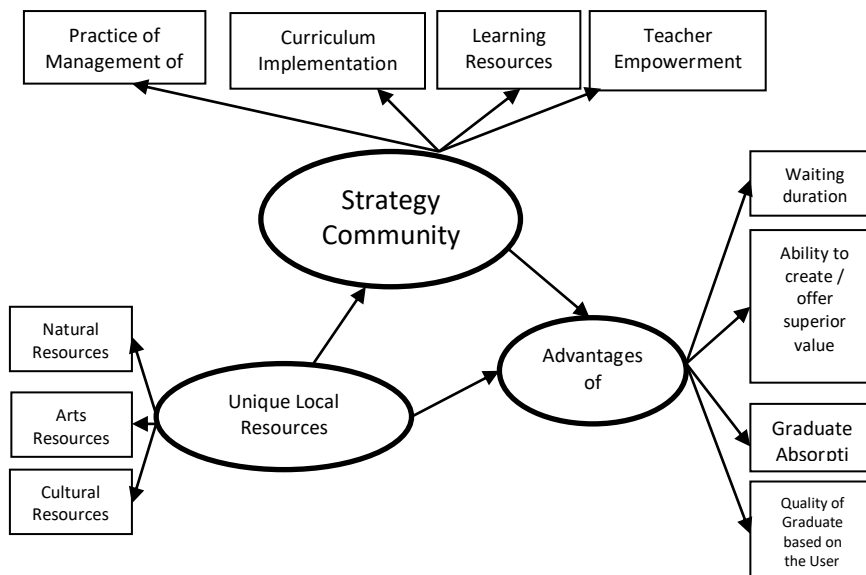 Practice of
Management of
Curriculum
Implementation
Learning
Resources
Teacher
Empowerment
Strategy
Community
Waiting
duration
Ability to
create /
offer
superior
value
Natural
Resources
Advantages
of
Unique Local
Resources
Arts
Resources
Graduate
Absorpti
Cultural
Resources
Quality of
Graduate
based on
the User